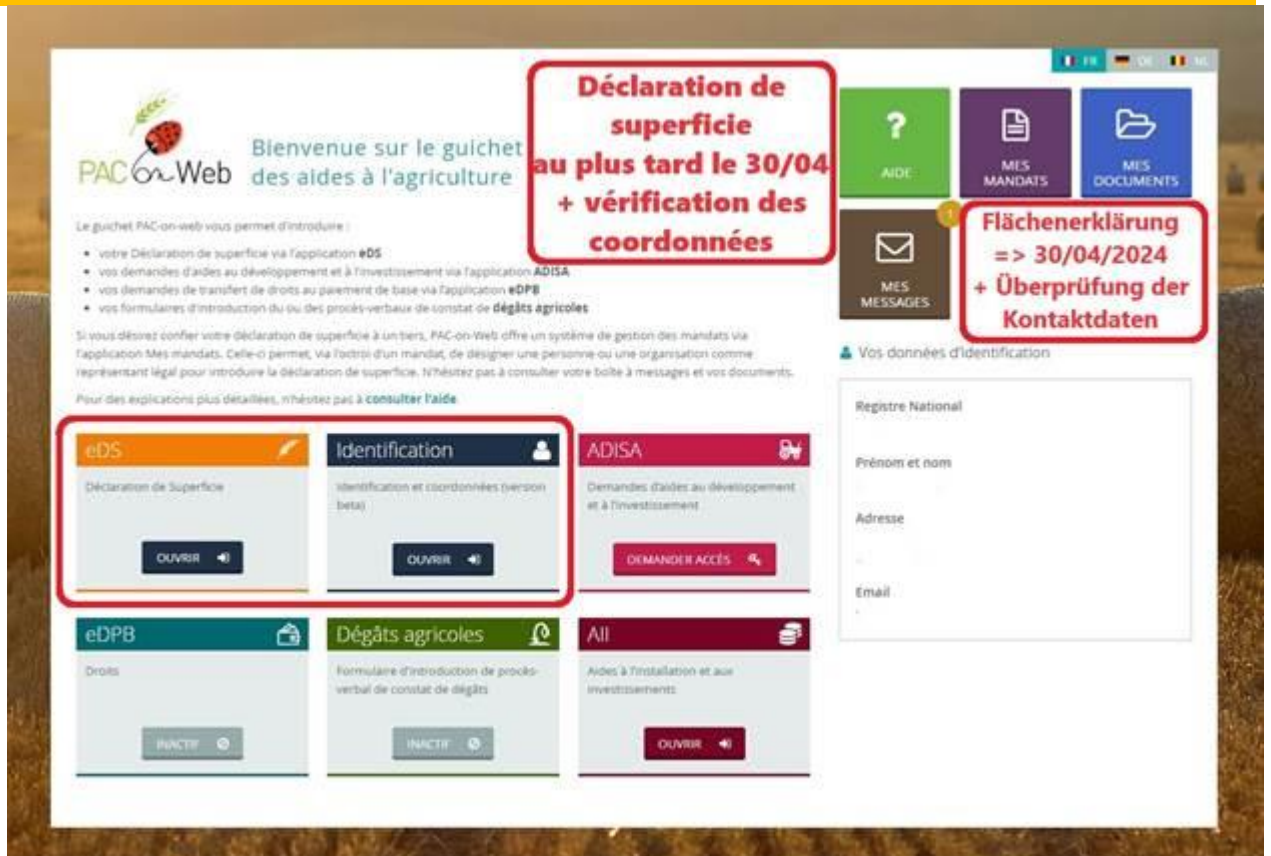 FR DE NL
PAC on Web
Bienvenue sur le guichet
des aides à l'agriculture
Déclaration de
superficie
au plus tard le 30/04
+ vérification des
coordonnées
AIDE
MES
MANDATS
MES
DOCUMENTS
1
MES
MESSAGES
Flächenerklärung
=> 30/04/2024
+ Überprüfung der
Kontaktdaten
Le guichet PAC-on-web vous permet d'introduire :
• votre Déclaration de superficie via l'application eDS
• vos demandes d'aides au développement et à l'investissement via l'application ADISA
• vos demandes de transfert de droits au paiement de base via l'application eDPB
• vos formulaires d'introduction du ou des procès-verbaux de constat de dégâts agricoles
Si vous désirez confier votre déclaration de superficie à un tiers, PAC-on-Web offre un système de gestion des mandats via
l'application Mes mandats. Celle-ci permet, via l'octroi d'un mandat, de désigner une personne ou une organisation comme
représentant légal pour introduire la déclaration de superficie. N'hésitez pas à consulter votre boîte à messages et vos documents.
Pour des explications plus détaillées, n'hésitez pas à consulter l'aide
Vos données d'identification
Registre National
Prénom et nom
Adresse
Email
eDS
Déclaration de Superficie
OUVRIR
Identification
Identification et coordonnées (version
beta)
OUVRIR
ADISA
Demandes d'aides au développement
et à l'investissement
DEMANDER ACCÈS
eDPB
Droits
INACTIF
Dégâts agricoles
Formulaire d'introduction de procès-
verbal de constat de dégâts
INACTIF
AII
Aides à l'installation et aux
investissements
OUVRIR